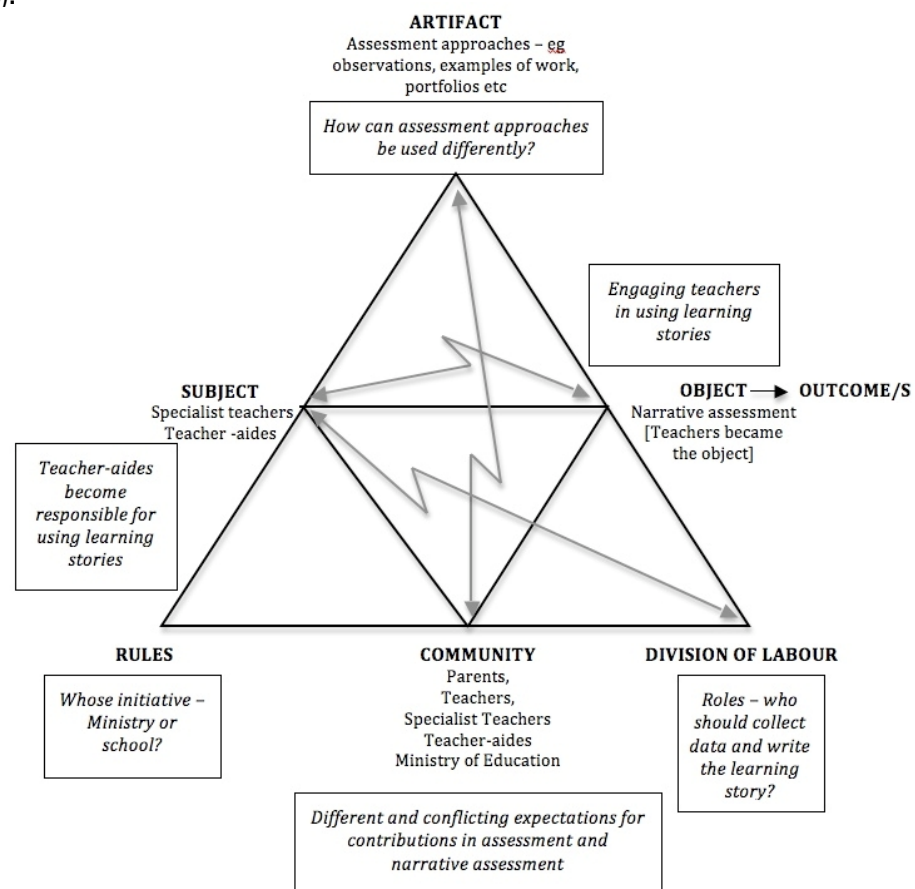 ).
ARTIFACT
Assessment approaches – eg
observations, examples of work,
portfolios etc
How can assessment approaches
be used differently?
Engaging teachers
in using learning
stories
SUBJECT
Specialist teachers
Teacher -aides
OBJECT
OUTCOME/S
Narrative assessment
[Teachers became
the object]
Teacher-aides
become
responsible for
using learning
stories
RULES
Whose initiative –
Ministry or
school?
COMMUNITY
Parents,
Teachers,
Specialist Teachers
Teacher-aides
Ministry of Education
DIVISION OF LABOUR
Roles – who
should collect
data and write
the learning
story?
Different and conflicting expectations for
contributions in assessment and
narrative assessment